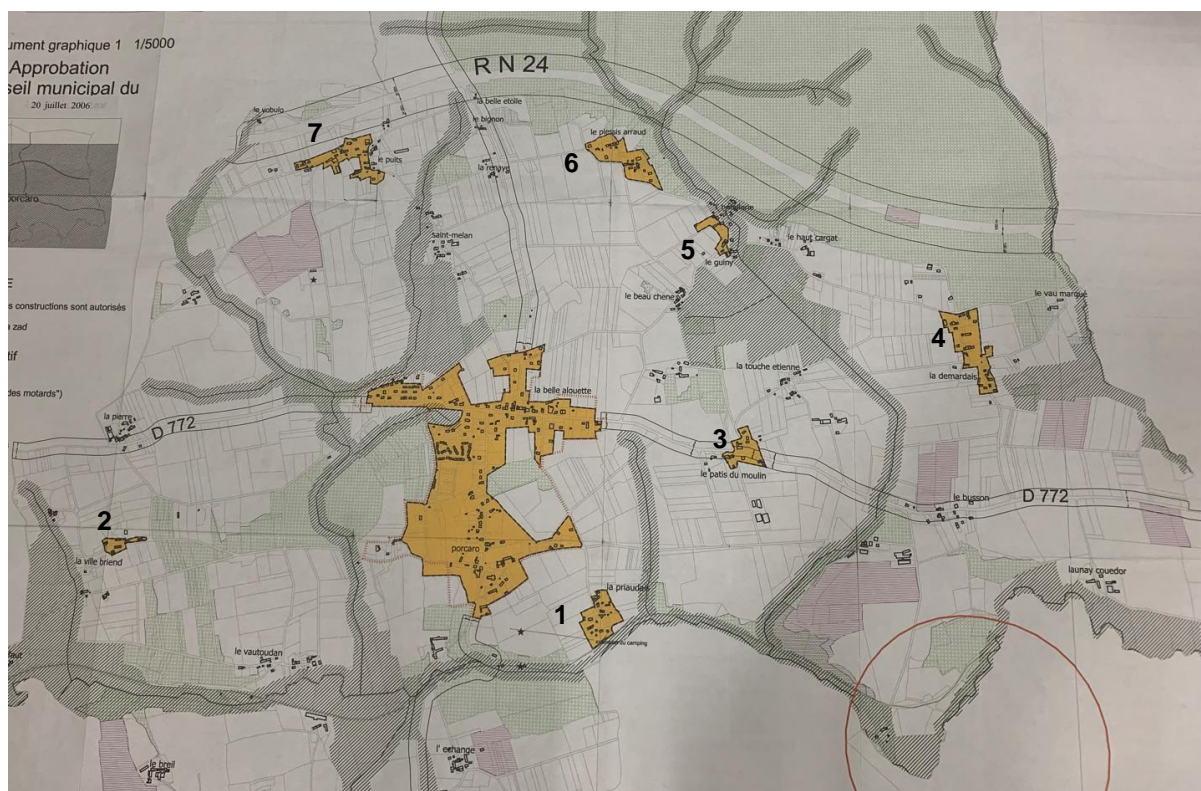 ument graphique 1 1/5000
Approbation
seil municipal du
20 juillet 2006
R N 24
la belle etoile
le vobulo
le bignon
7
le plessis arraud
le puits
6
la renaye
porcaro
saint-melan
5
le haut cargat
le guiny
E
le beau chene
le vau marqué
s constructions sont autorisés
a zad
4
tif
la touche etienne
la demardais
des motards")
la belle alouette
la pierre
D 772
3
le patis du moulin
le busson
D 772
2
porcaro
la ville briend
launay couedor
la priaudais
1
du camping
le vautoudan
l' echange
le breil